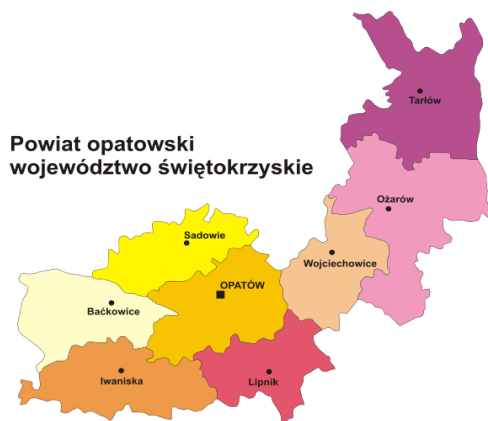 Tarłów
Powiat opatowski
województwo świętokrzyskie
Ożarów
Sadowie
Wojciechowice
OPATÓW
Baćkowice
Iwaniska
Lipnik